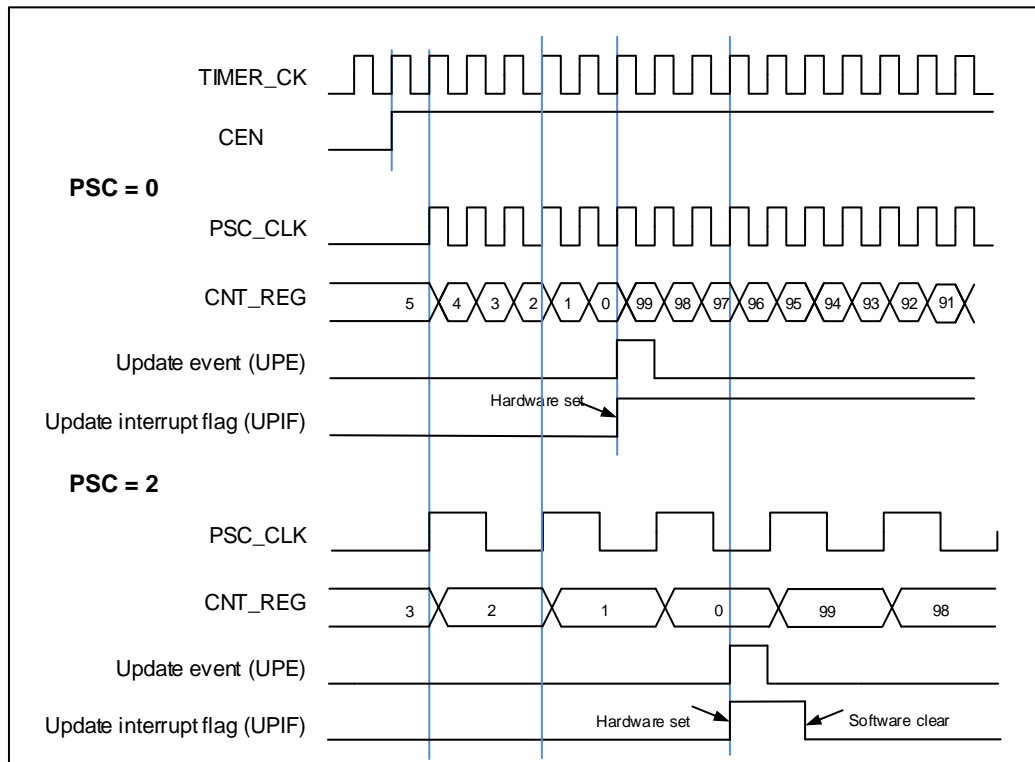 TIMER_CK
CEN
PSC = 0
PSC_CLK
CNT_REG 5 4 3 2 1 0 99 98 97 96 95 94 93 92 91
Update event (UPE)
Hardware set
Update interrupt flag (UPIF)
PSC = 2
PSC_CLK
CNT_REG 3 2 1 0 99 98
Update event (UPE)
Update interrupt flag (UPIF) Hardware set Software clear